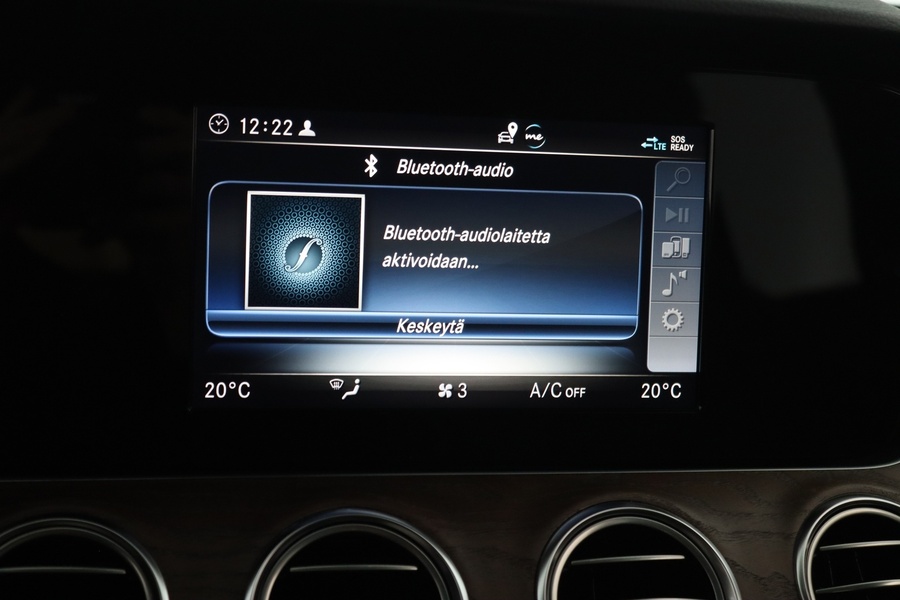 12:22
me
LTE
SOS
READY
Bluetooth-audio
f
Bluetooth-audiolaitetta
aktivoidaan...
Keskeytä
20°C
3
A/C OFF
20°C